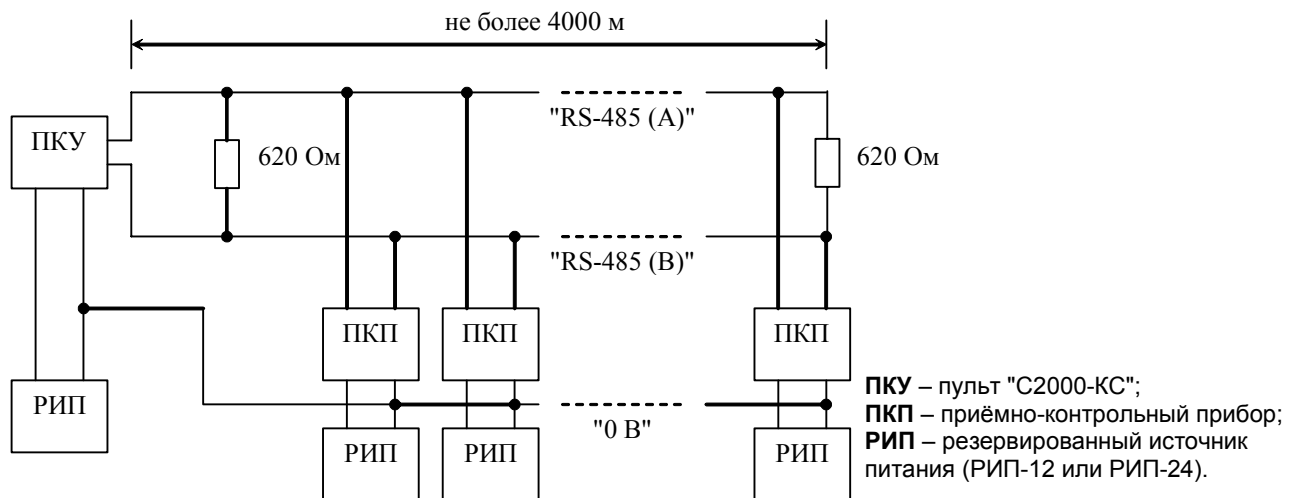 не более 4000 м
"RS-485 (A)"
ПКУ
620 Ом
620 Ом
"RS-485 (B)"
ПКП
ПКП
ПКП
РИП
"0 В"
РИП
РИП
РИП
ПКУ – пульт "С2000-КС";
ПКП – приёмно-контрольный прибор;
РИП – резервированный источник
питания (РИП-12 или РИП-24).